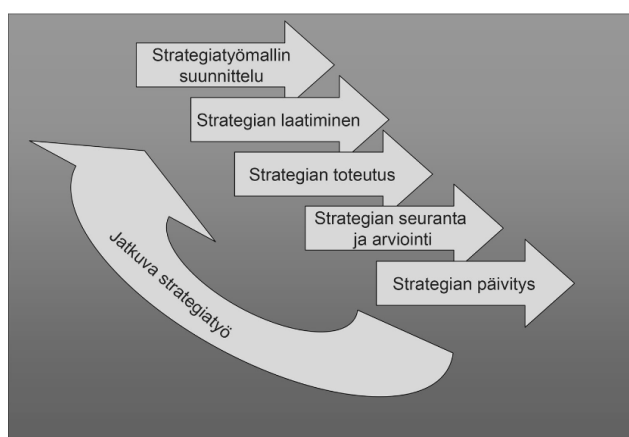 Strategiatyömallin
suunnittelu
Strategian laatiminen
Strategian toteutus
Strategian seuranta
ja arviointi
Strategian päivitys
Jatkuva strategiatyö